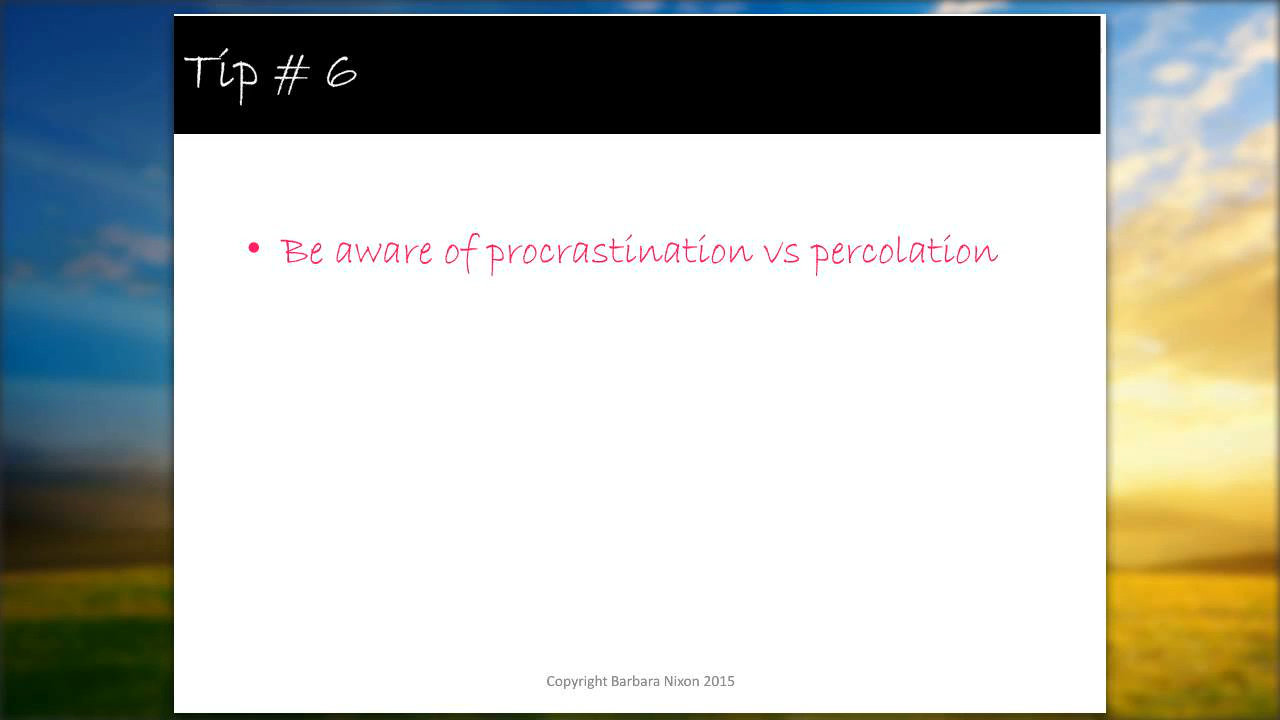 Tip # 6
• Be aware of procrastination vs percolation
Copyright Barbara Nixon 2015